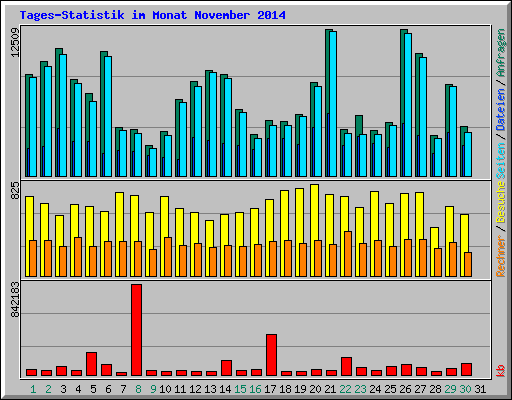 Tages-Statistik im Monat November 2014
12509
825
842183
Rechner / Besuche Seiten / Dateien / Anfragen
kb
1 2 3 4 5 6 7 8 9 10 11 12 13 14 15 16 17 18 19 20 21 22 23 24 25 26 27 28 29 30 31